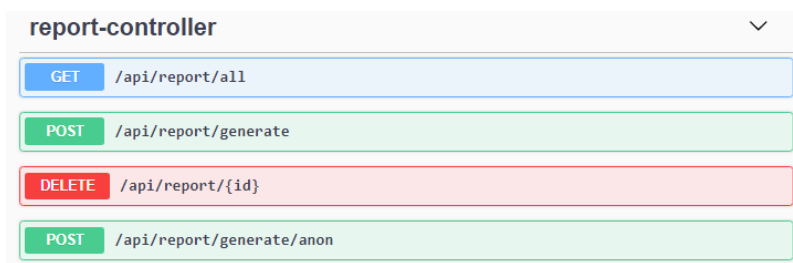 report-controller
GET /api/report/all
POST /api/report/generate
DELETE /api/report/{id}
POST /api/report/generate/anon